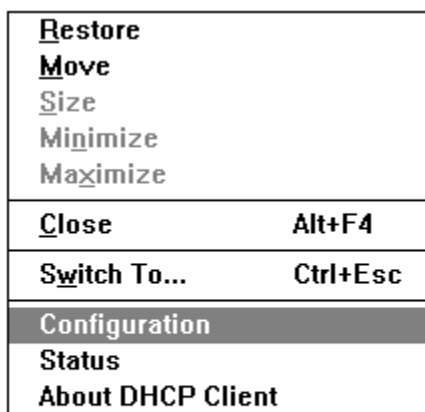 Restore
Move
Size
Minimize
Maximize
Close Alt+F4
Switch To... Ctrl+Esc
Configuration
Status
About DHCP Client